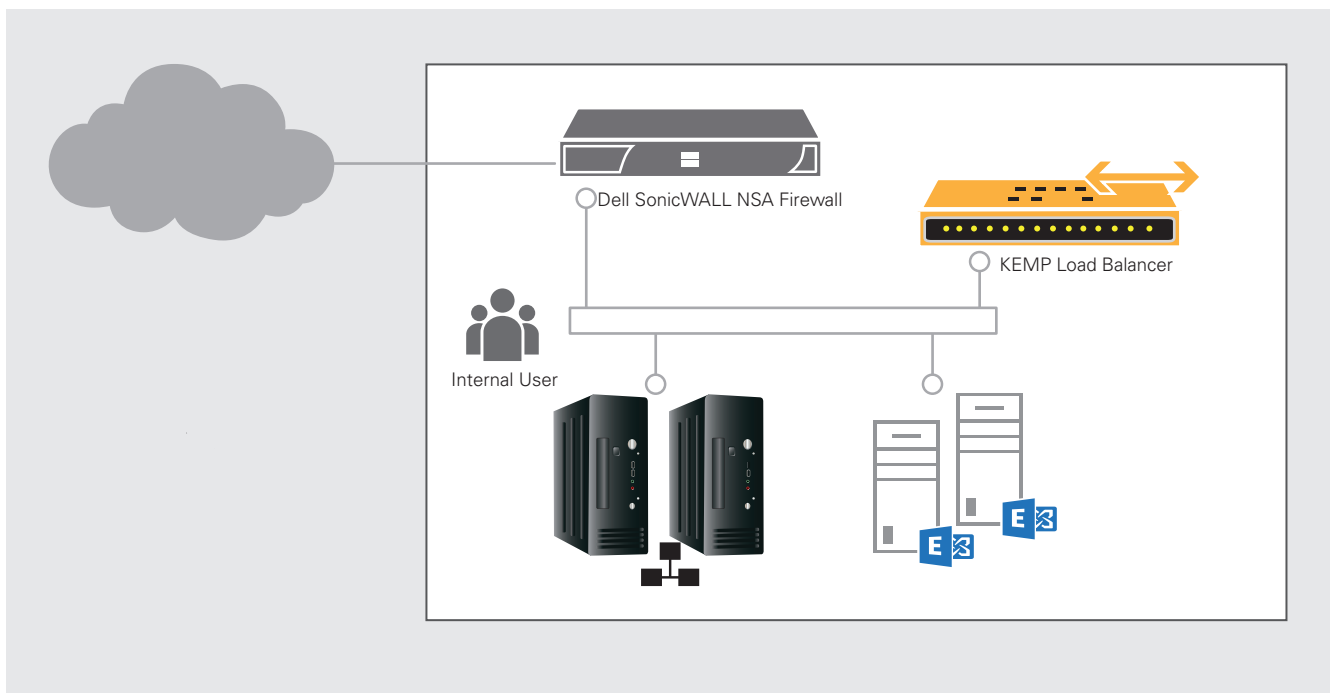 Dell SonicWALL NSA Firewall
KEMP Load Balancer
Internal User
E
E